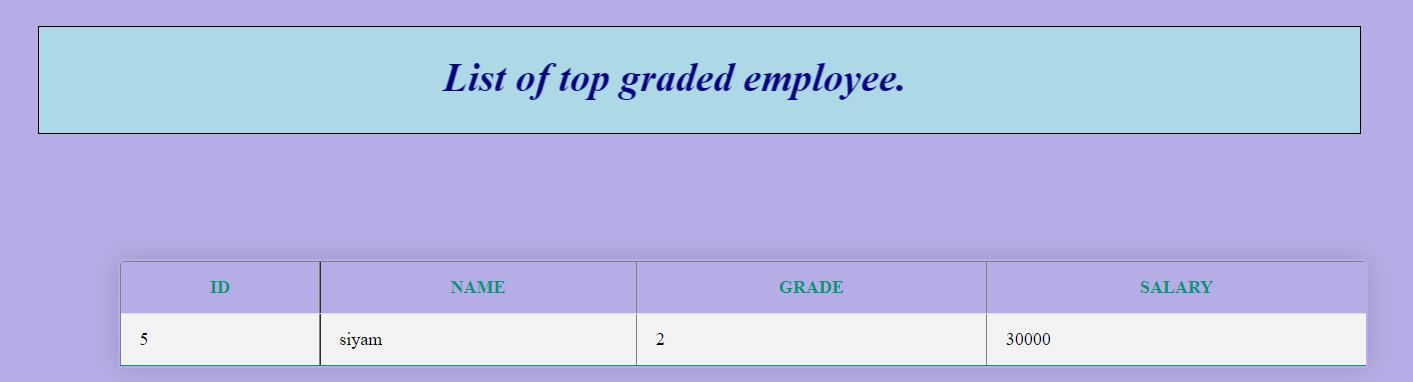 List of top graded employee.
ID NAME GRADE SALARY
5 siyam 2 30000